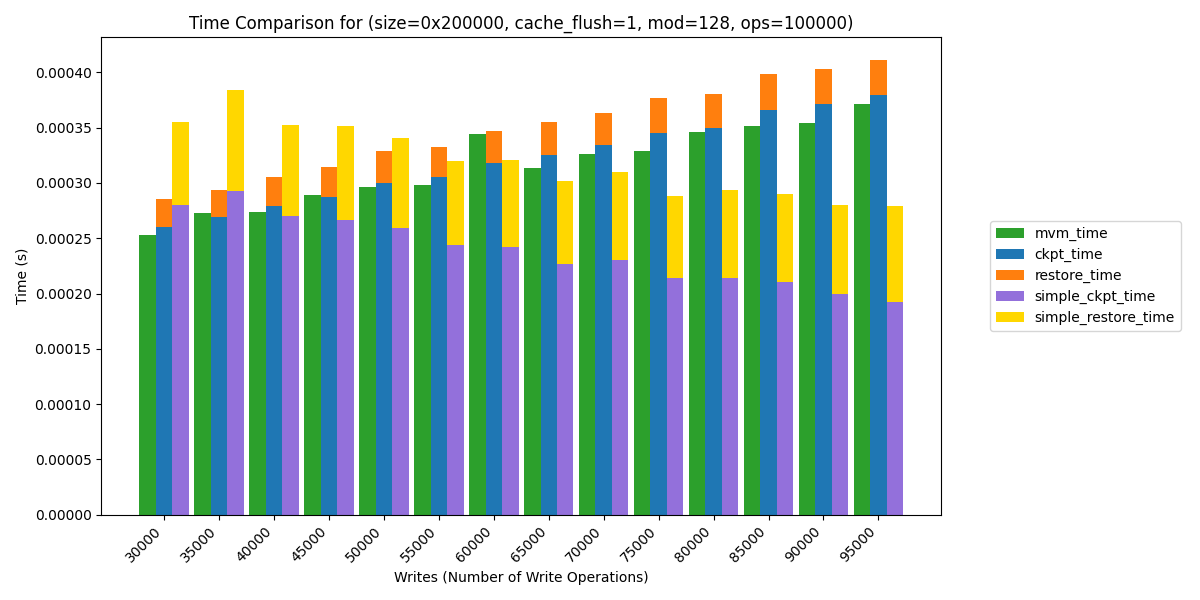 Time Comparison for (size=0x200000, cache_flush=1, mod=128, ops=100000)
Time (s)
0.00040
0.00035
0.00030
0.00025
0.00020
0.00015
0.00010
0.00005
0.00000
30000
35000
40000
45000
50000
55000
60000
65000
70000
75000
80000
85000
90000
95000
Writes (Number of Write Operations)
mvm_time
ckpt_time
restore_time
simple_ckpt_time
simple_restore_time